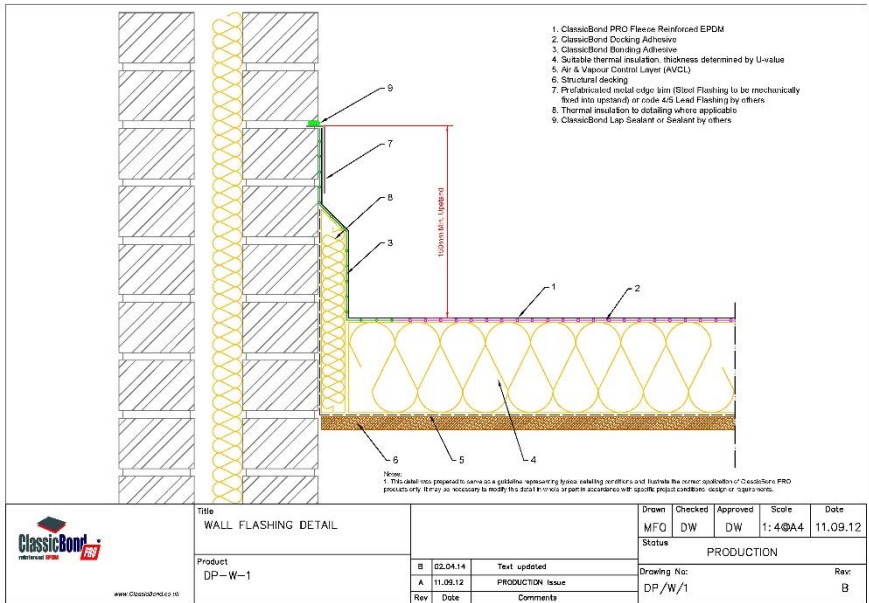 1. ClassicBond PRO Fleece Reinforced EPDM
2. ClassicBond Decking Adhesive
3. ClassicBond Bonding Adhesive
4. Suitable thermal insulation, thickness determined by U-value
5. Air & Vapour Control Layer (AVCL)
6. Structural decking
7. Prefabricated metal edge trim (Steel Flashing to be mechanically
fixed into upstand) or code 4/5 Lead Flashing by others
8. Thermal insulation to detailing where applicable
9. ClassicBond Lap Sealant or Sealant by others
9
7
8
3
150mm Min. Upstand
1
2
6
5
4
Notes:
1. This detail was prepared to serve as a guideline representing typical detailing conditions and illustrate the correct application of ClassicBond PRO
products only. It may be necessary to modify this detail in whole or part in accordance with specific project conditions, design or requirements.
ClassicBond PRO
reinforced EPDM
www.ClassicBond.co.uk
Title
WALL FLASHING DETAIL
Product
DP-W-1
B 02.04.14 Text updated
A 11.09.12 PRODUCTION Issue
Rev Date Comments
Drawn Checked Approved Scale Date
MFO DW DW 1:4@A4 11.09.12
Status
PRODUCTION
Drawing No: Rev:
DP/W/1 B